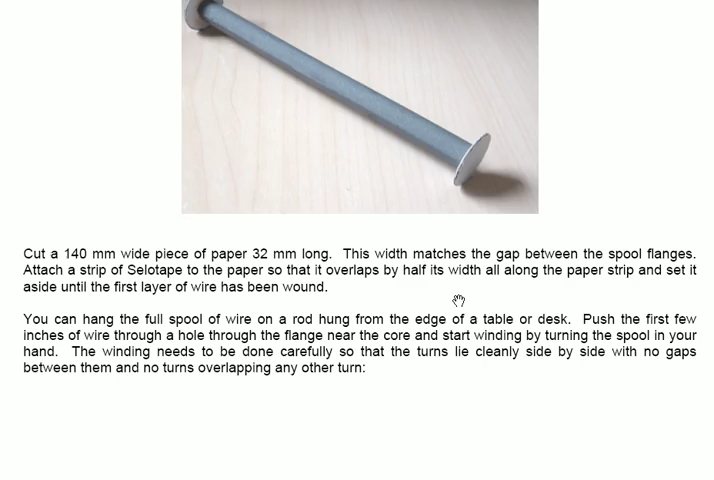 Cut a 140 mm wide piece of paper 32 mm long. This width matches the gap between the spool flanges.
Attach a strip of Selotape to the paper so that it overlaps by half its width all along the paper strip and set it
aside until the first layer of wire has been wound.
You can hang the full spool of wire on a rod hung from the edge of a table or desk. Push the first few
inches of wire through a hole through the flange near the core and start winding by turning the spool in your
hand. The winding needs to be done carefully so that the turns lie cleanly side by side with no gaps
between them and no turns overlapping any other turn: